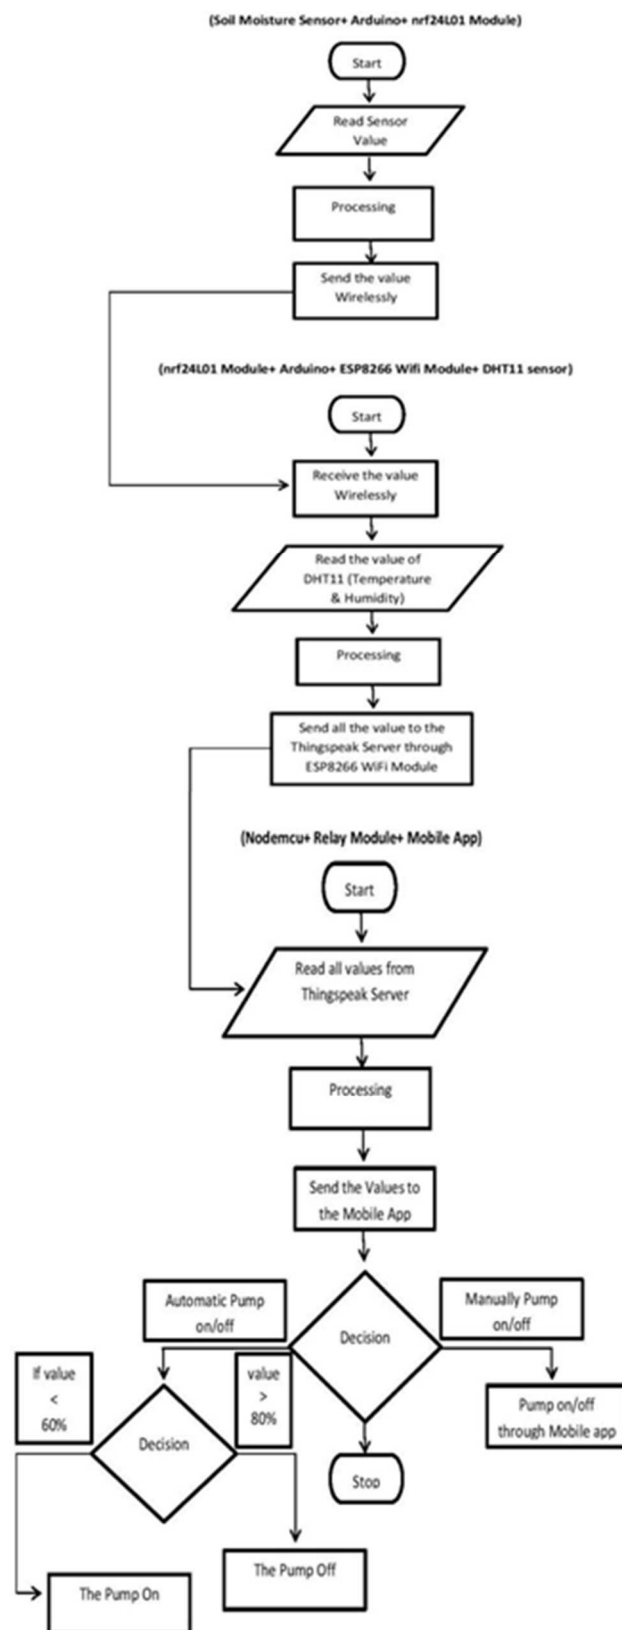 (Soil Moisture Sensor+ Arduino+ nrf24L01 Module)
Start
Read Sensor
Value
Processing
Send the value
Wirelessly
(nrf24L01 Module+ Arduino+ ESP8266 Wifi Module+ DHT11 sensor)
Start
Receive the value
Wirelessly
Read the value of
DHT11 (Temperature
& Humidity)
Processing
Send all the value to the
Thingspeak Server through
ESP8266 WiFi Module
(Nodemcu+ Relay Module+ Mobile App)
Start
Read all values from
Thingspeak Server
Processing
Send the Values to
the Mobile App
Automatic Pump
on/off
Decision
Manually Pump
on/off
If value
<
60%
Decision
value
>
80%
Pump on/off
through Mobile app
Stop
The Pump On
The Pump Off